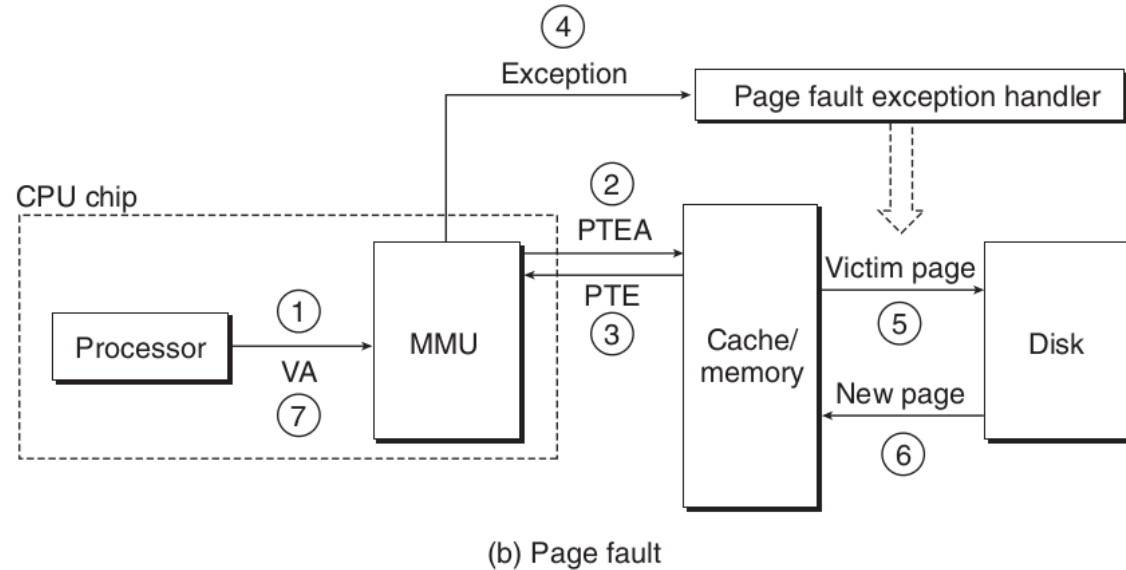 4
Exception
Page fault exception handler
CPU chip
2
PTEA
PTE
3
1
Processor
VA
7
MMU
Cache/
memory
Victim page
5
New page
6
Disk
(b) Page fault